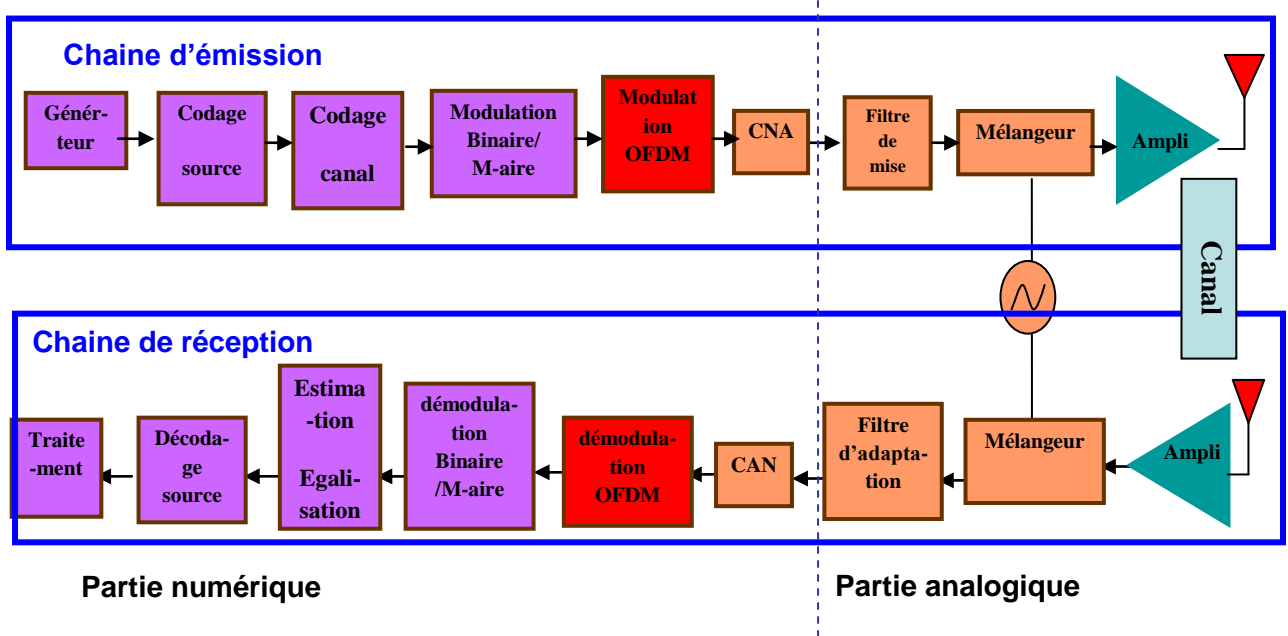 Chaine d'émission
Génér-
teur
Codage
source
Codage
canal
Modulation
Binaire/
M-aire
Modulat
ion
OFDM
CNA
Filtre
de
mise
Mélangeur
Ampli
Canal
Chaine de réception
Traite
-ment
Décoda-
ge
source
Estima
-tion
Egali-
sation
démodula-
tion
Binaire
/M-aire
démodula-
tion
OFDM
CAN
Filtre
d'adapta-
tion
Mélangeur
Ampli
Partie numérique
Partie analogique